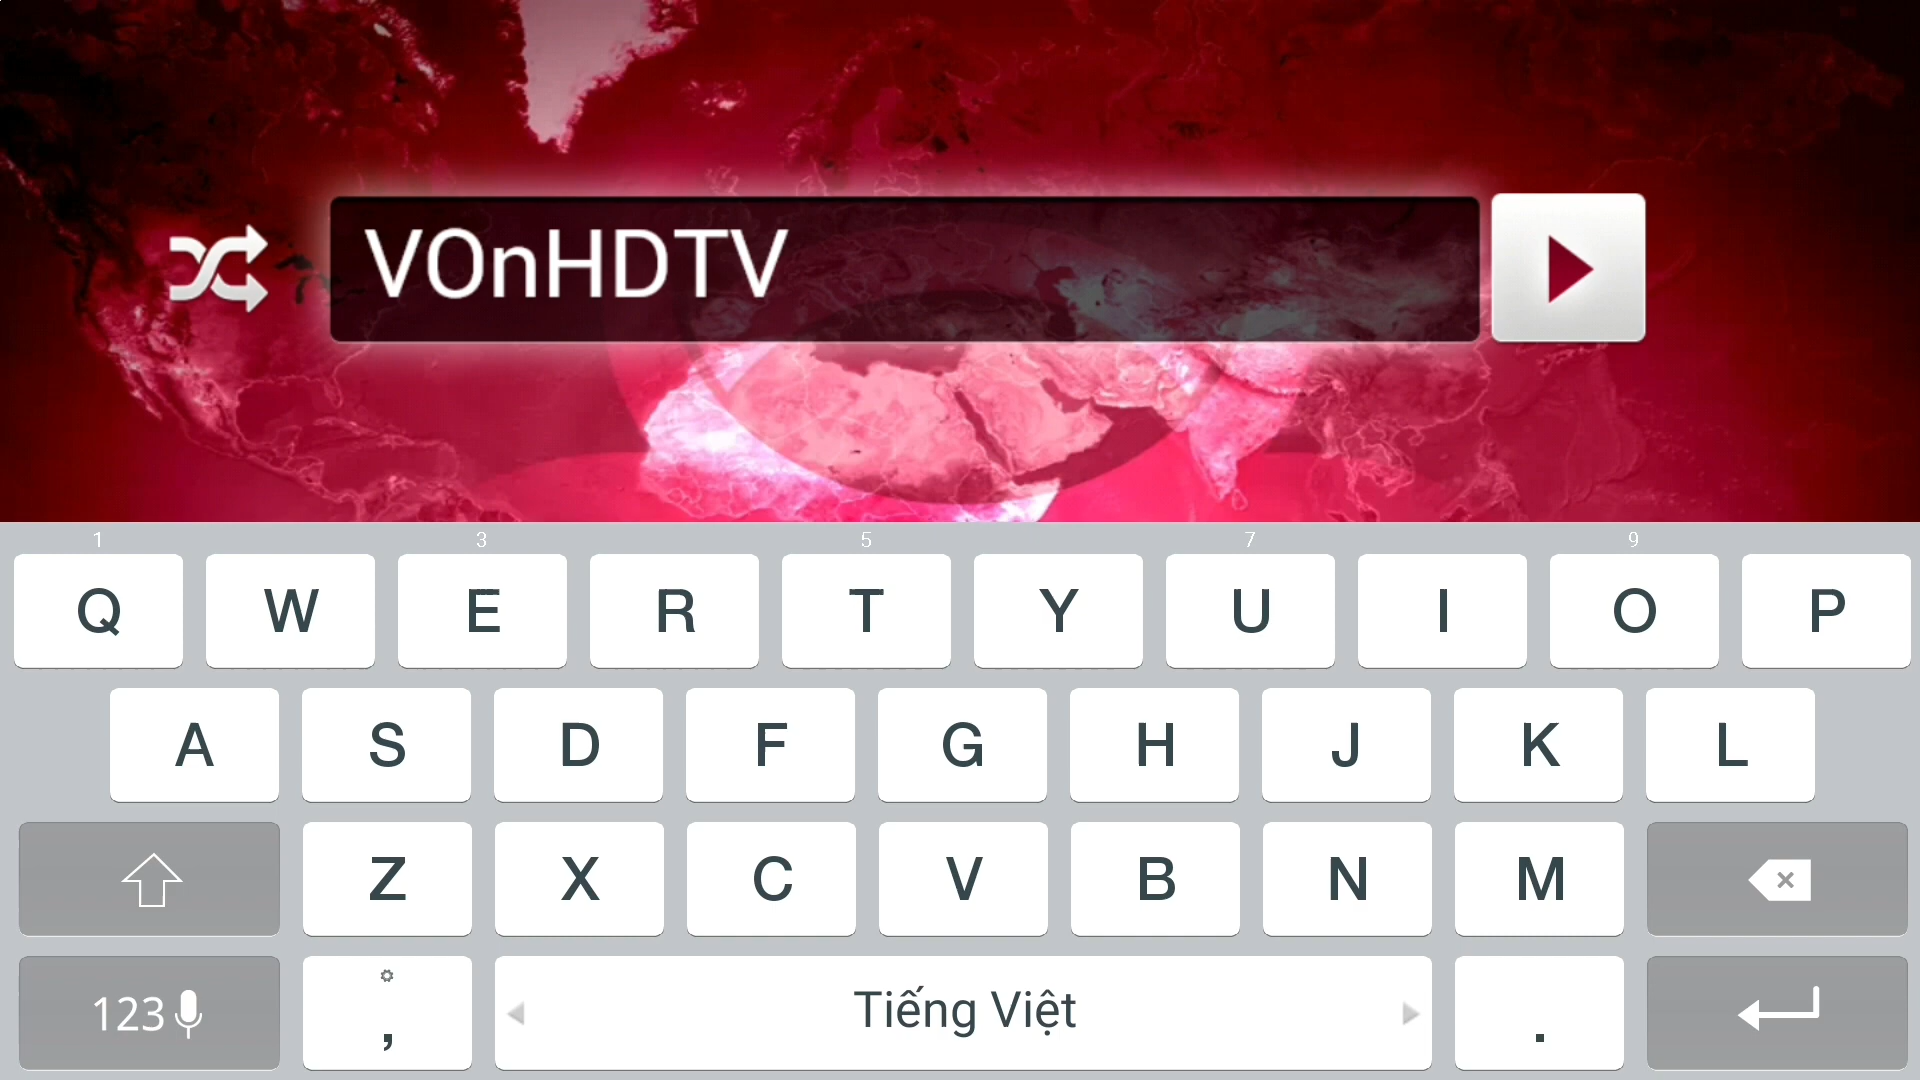 VOnHDTV
1 3 5 7 9
Q W E R T Y U I O P
A S D F G H J K L
Z X C V B N M
123 , Tiếng Việt .